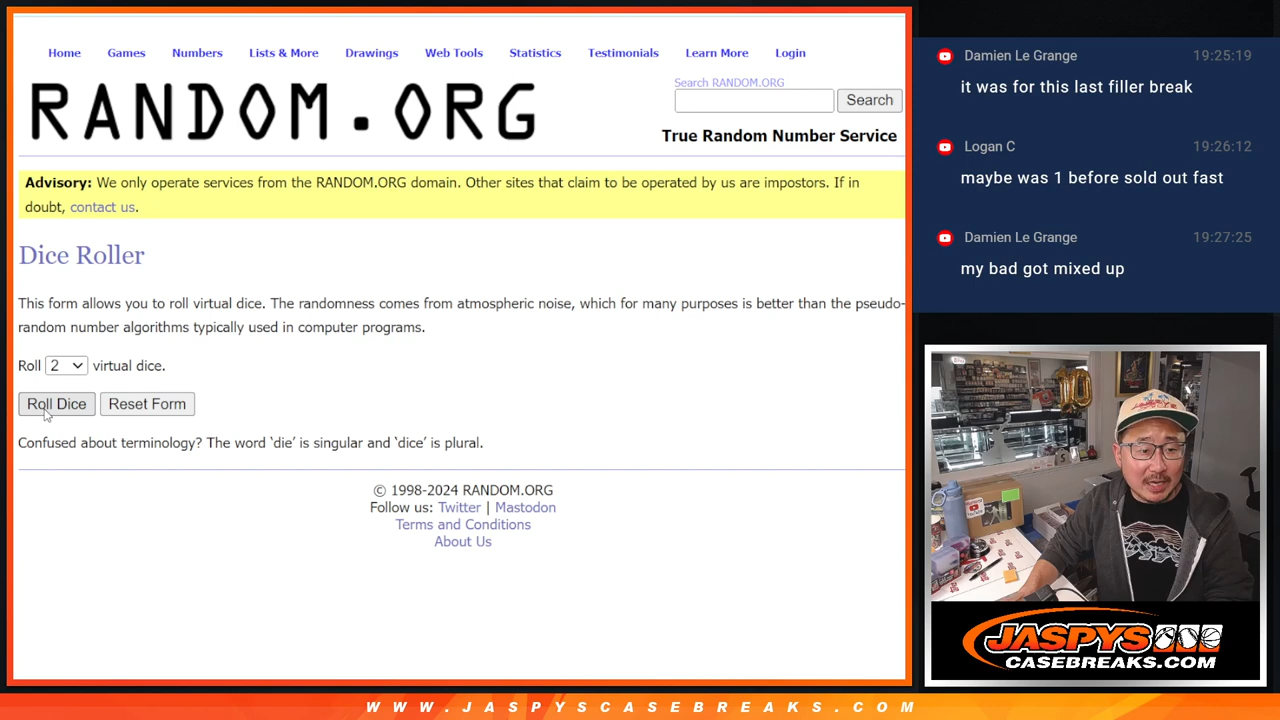 Home Games Numbers Lists & More Drawings Web Tools Statistics Testimonials Learn More Login
RANDOM.ORG
Search RANDOM.ORG
Search
True Random Number Service
Advisory: We only operate services from the RANDOM.ORG domain. Other sites that claim to be operated by us are impostors. If in
doubt, contact us.
Dice Roller
This form allows you to roll virtual dice. The randomness comes from atmospheric noise, which for many purposes is better than the pseudo-
random number algorithms typically used in computer programs.
Roll 2 virtual dice.
Roll Dice Reset Form
Confused about terminology? The word ‘die’ is singular and ‘dice’ is plural.
© 1998-2024 RANDOM.ORG
Follow us: Twitter | Mastodon
Terms and Conditions
About Us
Damien Le Grange 19:25:19
it was for this last filler break
Logan C 19:26:12
maybe was 1 before sold out fast
Damien Le Grange 19:27:25
my bad got mixed up
10
JASPYS
CASEBREAKS.COM
WWW.JASPYSCASEBREAKS.COM